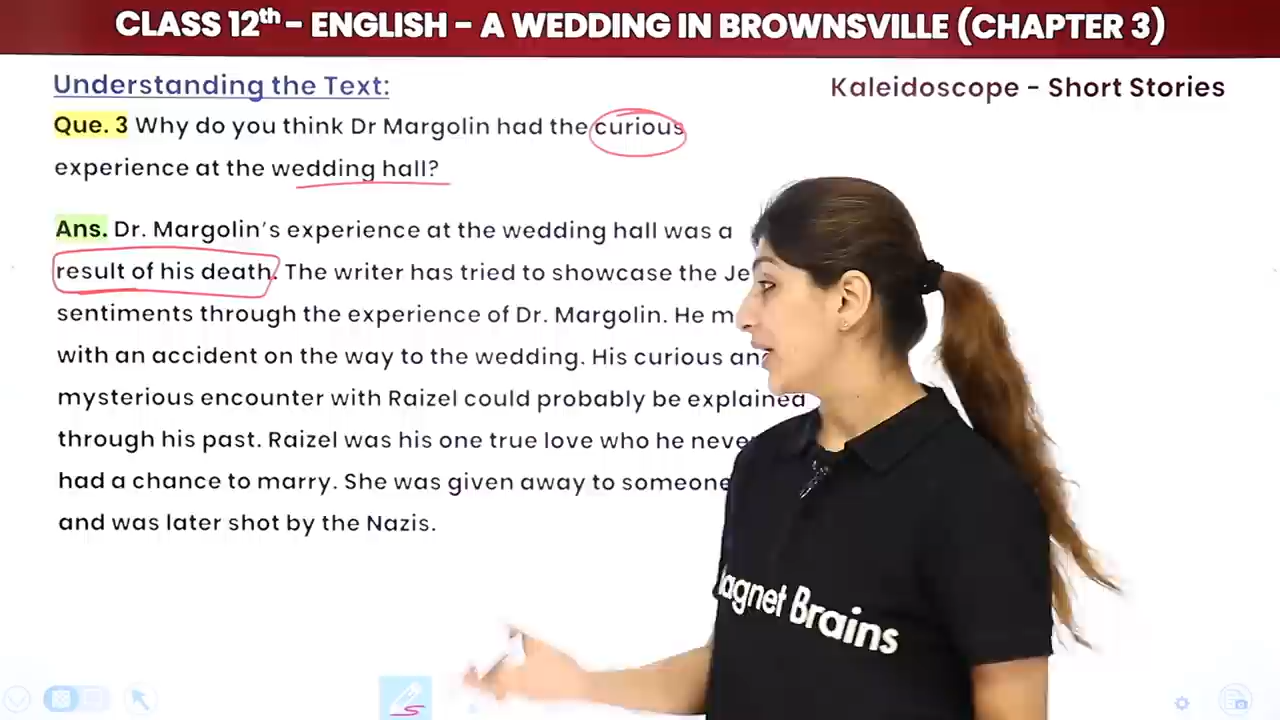 CLASS 12th – ENGLISH – A WEDDING IN BROWNSVILLE (CHAPTER 3)
Understanding the Text:
Kaleidoscope - Short Stories
Que. 3 Why do you think Dr Margolin had the curious
experience at the wedding hall?
Ans. Dr. Margolin's experience at the wedding hall was a
result of his death. The writer has tried to showcase the
sentiments through the experience of Dr. Margolin. He
with an accident on the way to the wedding. His curious
mysterious encounter with Raizel could probably be explained
through his past. Raizel was his one true love who he never
had a chance to marry. She was given away to someone
and was later shot by the Nazis.
Magnet Brains